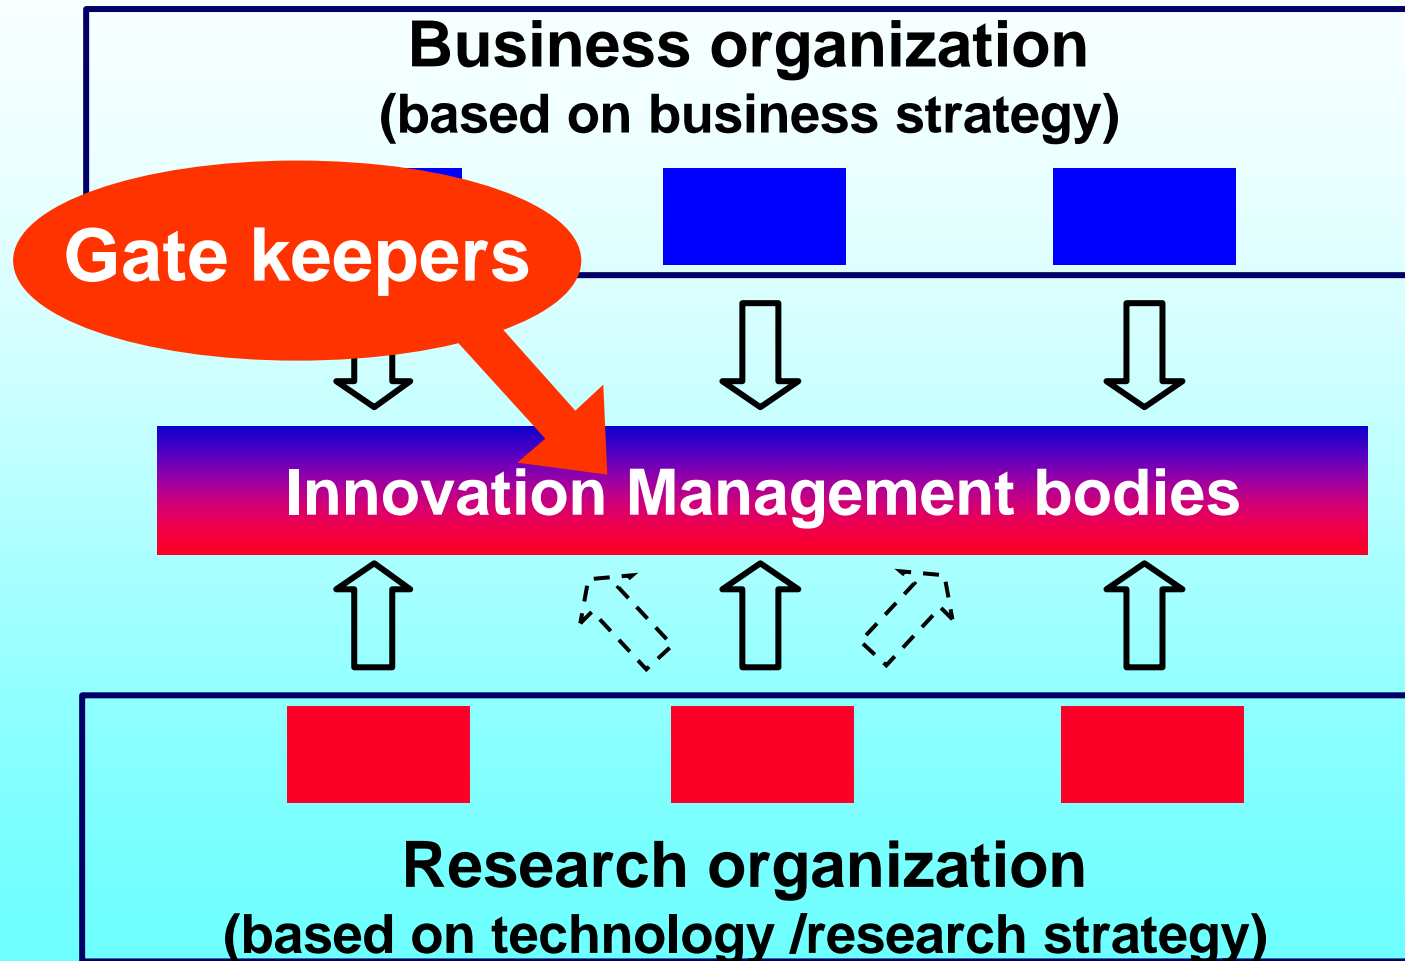 Business organization
(based on business strategy)
Gate keepers
Innovation Management bodies
Research organization
(based on technology /research strategy)